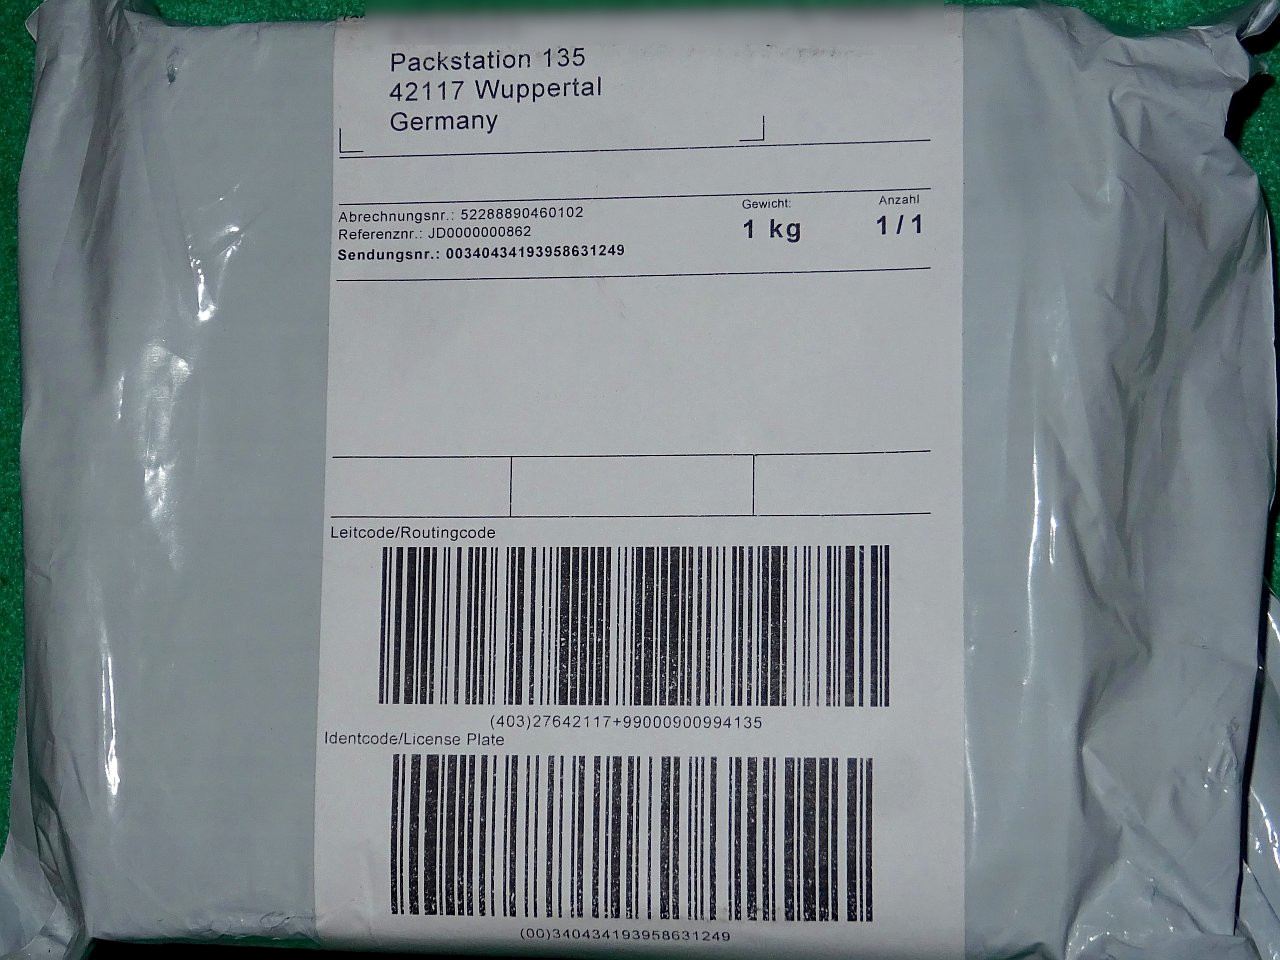 Packstation 135
42117 Wuppertal
Germany
Abrechnungsnr.: 52288890460102
Referenznr.: JD0000000862
Sendungsnr.: 00340434193958631249
Gewicht:
1 kg
Anzahl
1/1
Leitcode/Routingcode
(403)27642117+99000900994135
Identcode/License Plate
(00)340434193958631249